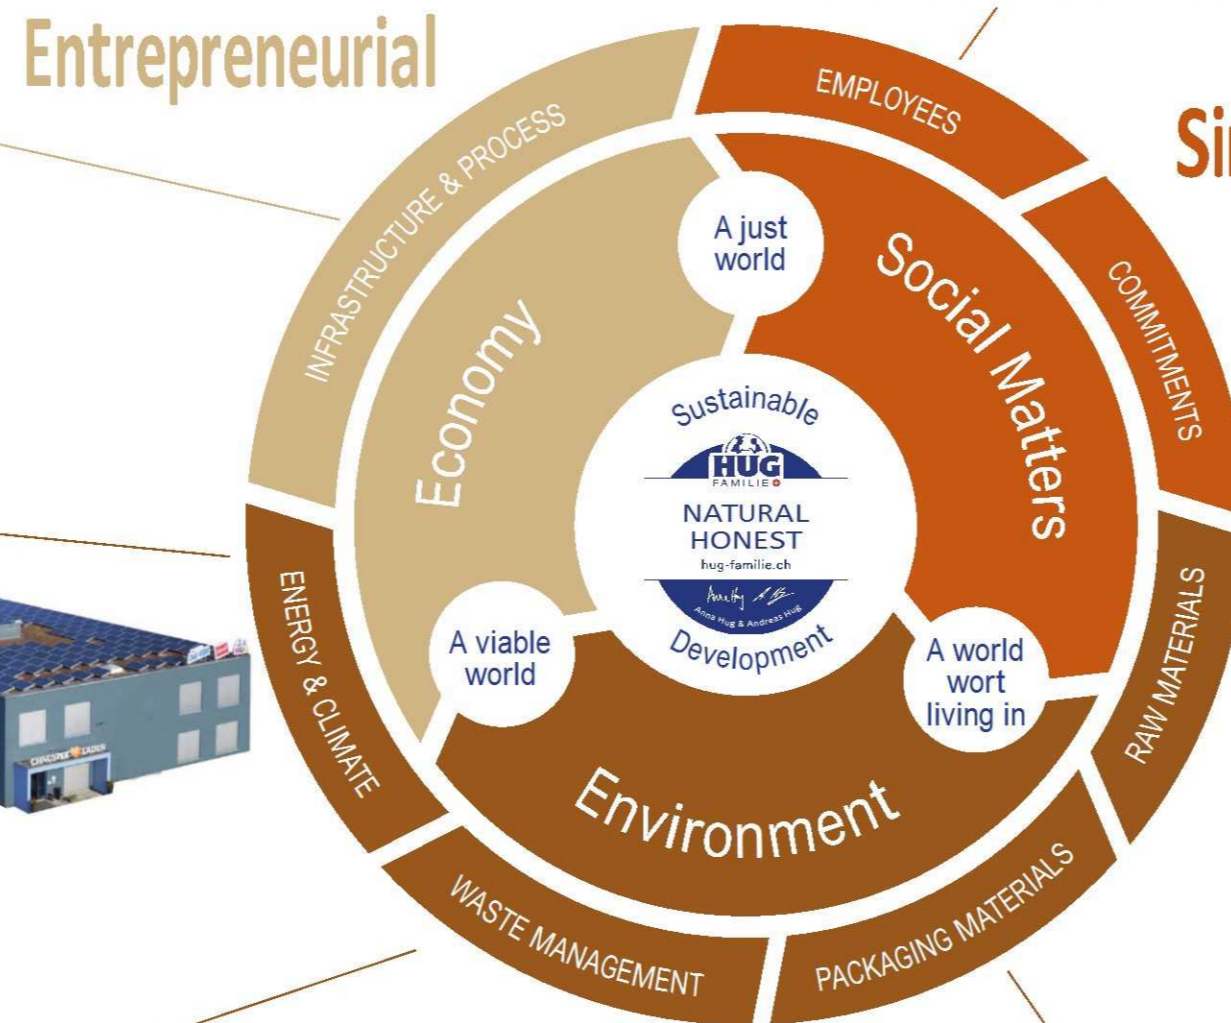 Entrepreneurial
INFRASTRUCTURE & PROCESS
EMPLOYEES
COMMITMENTS
A just
world
Economy
Social Matters
Sustainable
HUG
FAMILIE
NATURAL
HONEST
hug-familie.ch
Anna Hug & Andreas Hug
Development
A viable
world
A world
wort
living in
Environment
ENERGY & CLIMATE
RAW MATERIALS
WASTE MANAGEMENT
PACKAGING MATERIALS